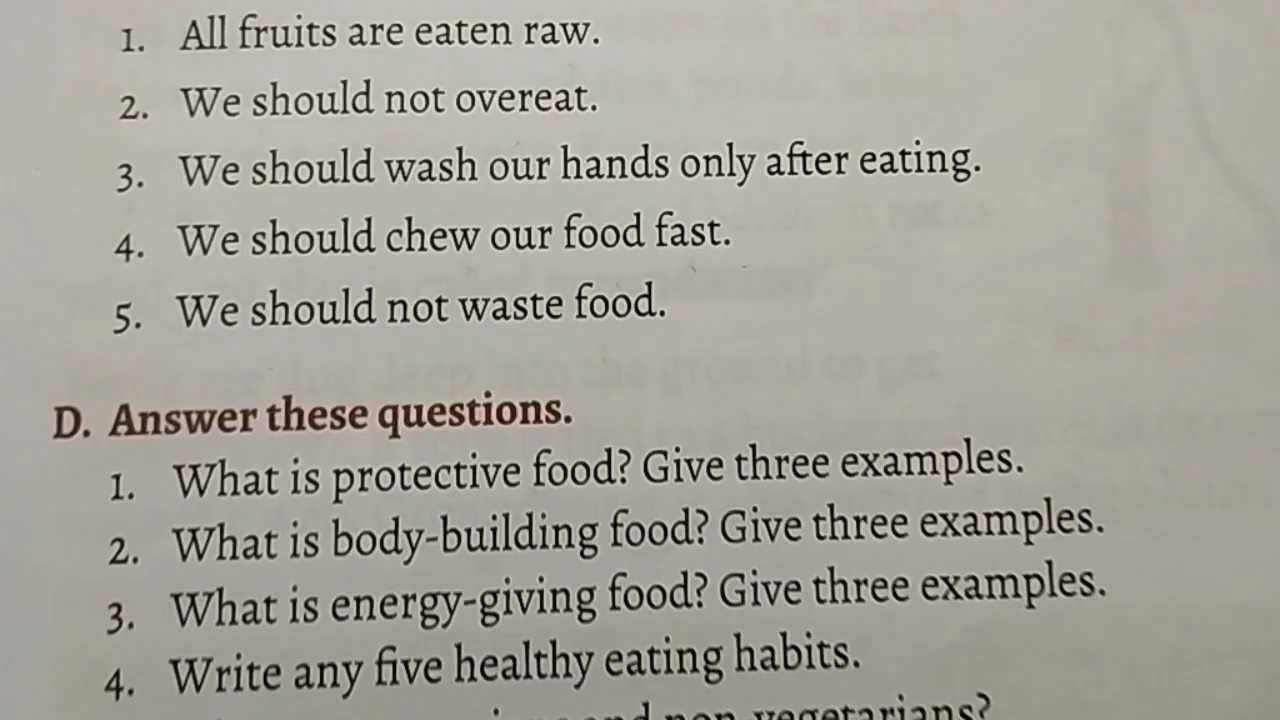 1. All fruits are eaten raw.
2. We should not overeat.
3. We should wash our hands only after eating.
4. We should chew our food fast.
5. We should not waste food.
D. Answer these questions.
1. What is protective food? Give three examples.
2. What is body-building food? Give three examples.
3. What is energy-giving food? Give three examples.
4. Write any five healthy eating habits.
non vegetarians?